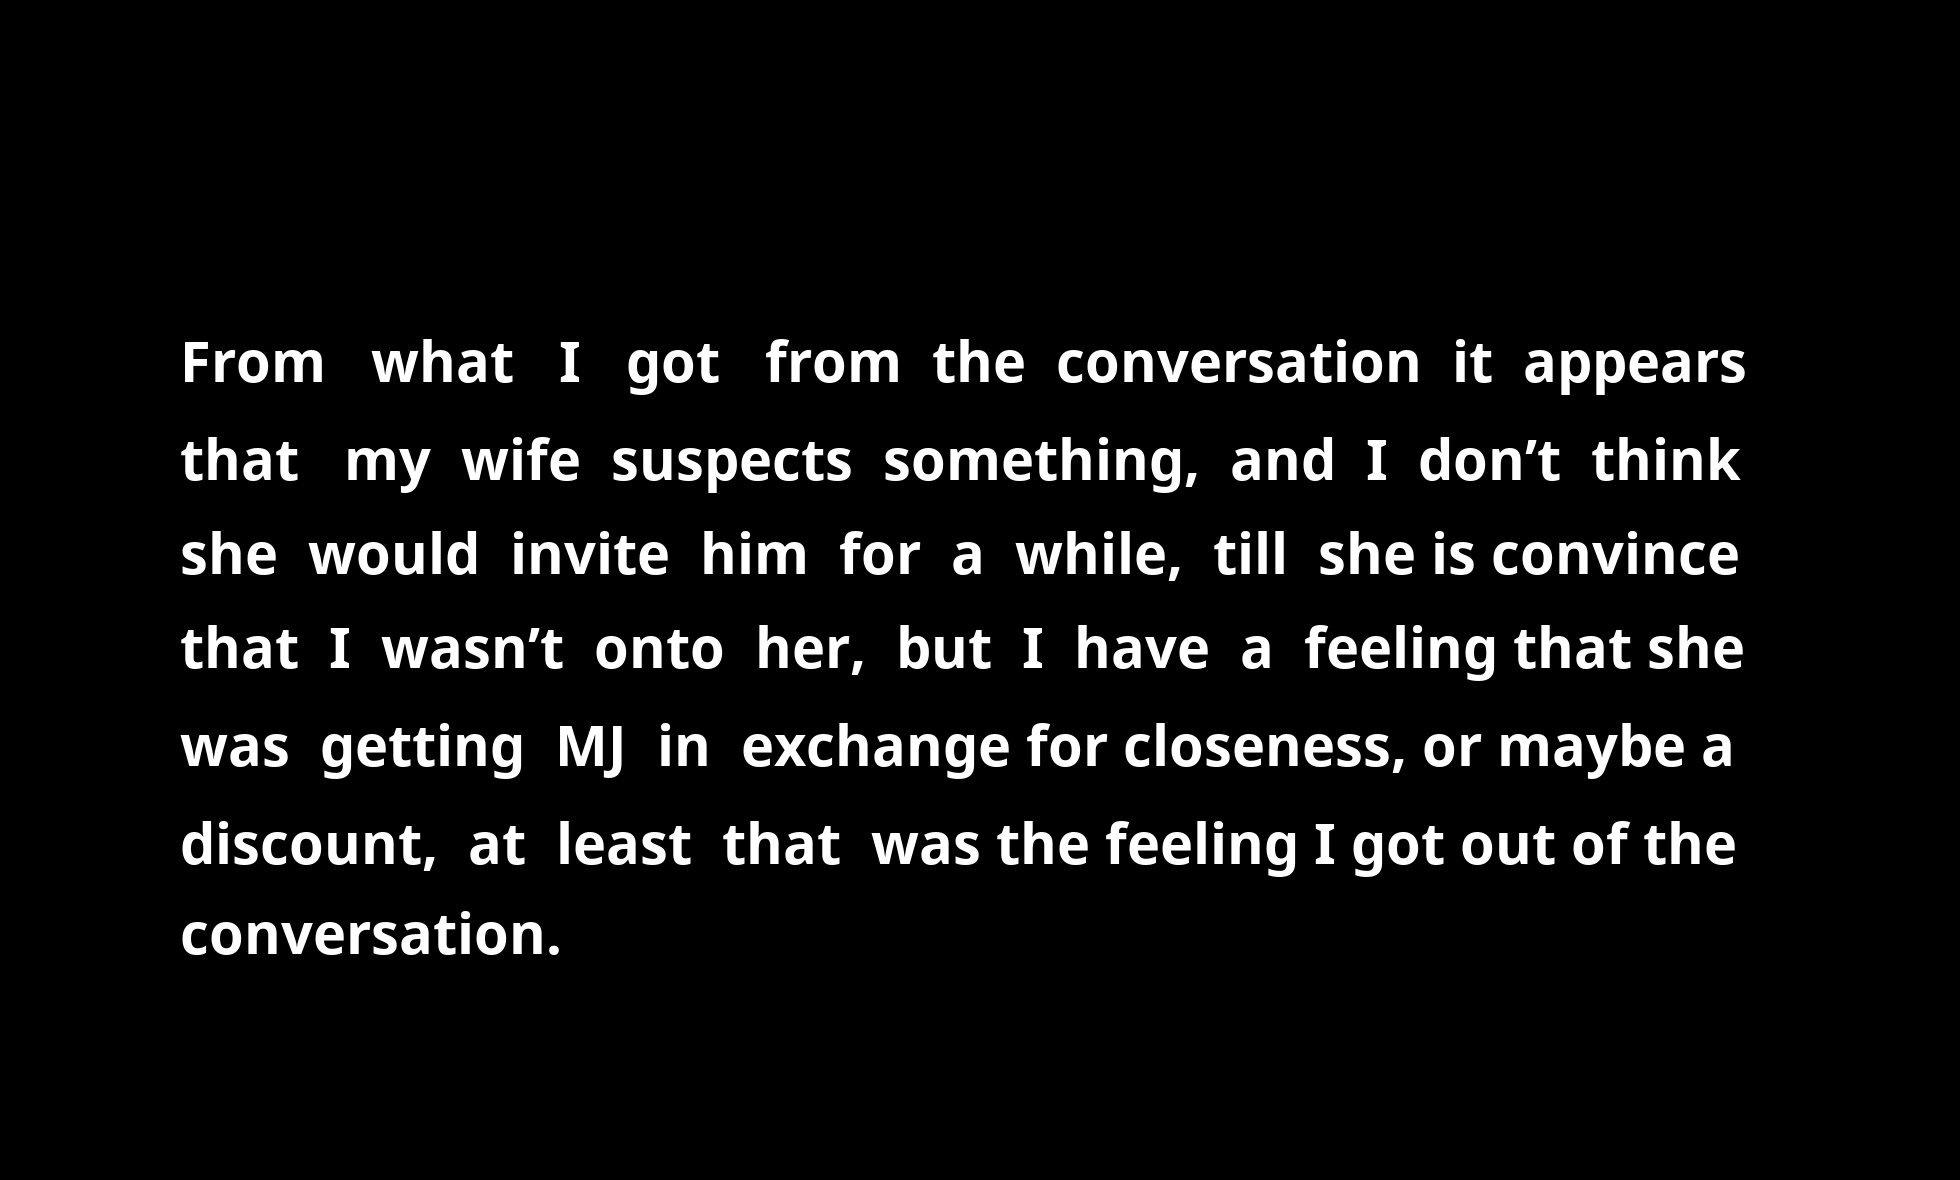 From what I got from the conversation it appears
that my wife suspects something, and I don’t think
she would invite him for a while, till she is convince
that I wasn’t onto her, but I have a feeling that she
was getting MJ in exchange for closeness, or maybe a
discount, at least that was the feeling I got out of the
conversation.